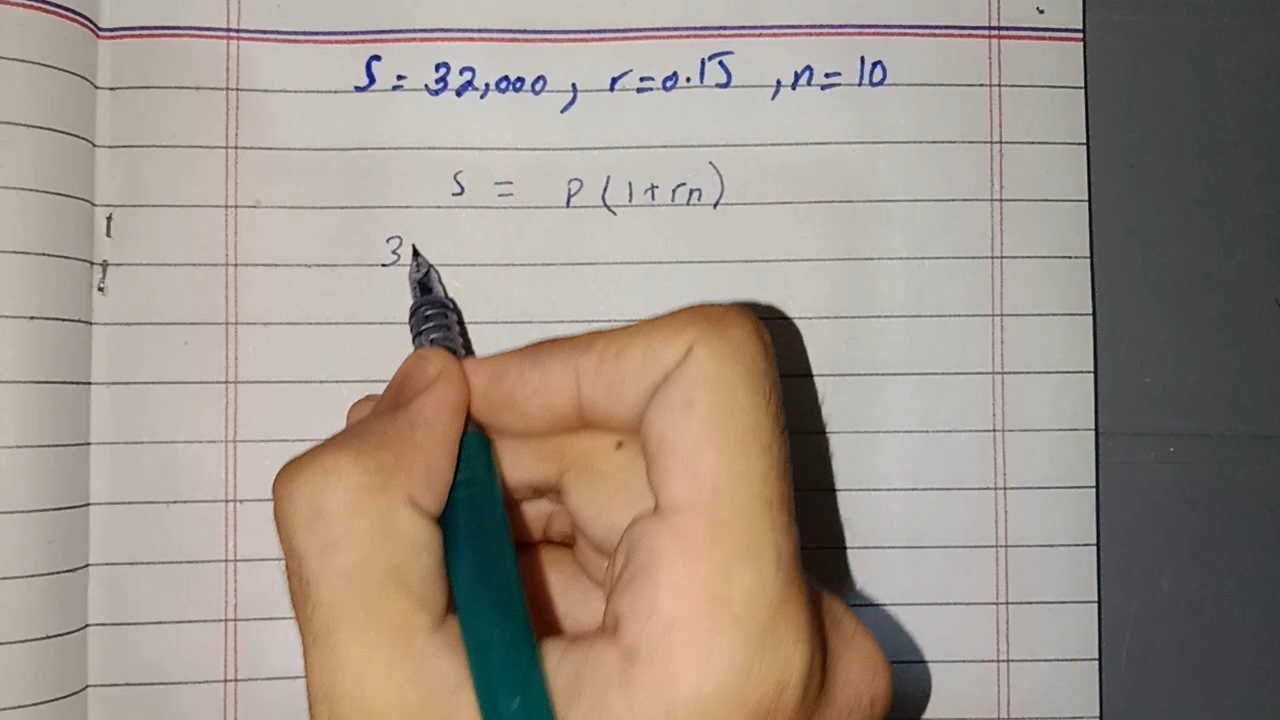 S = 32,000, r=0.15, n=10
S = P(1+rn)
3